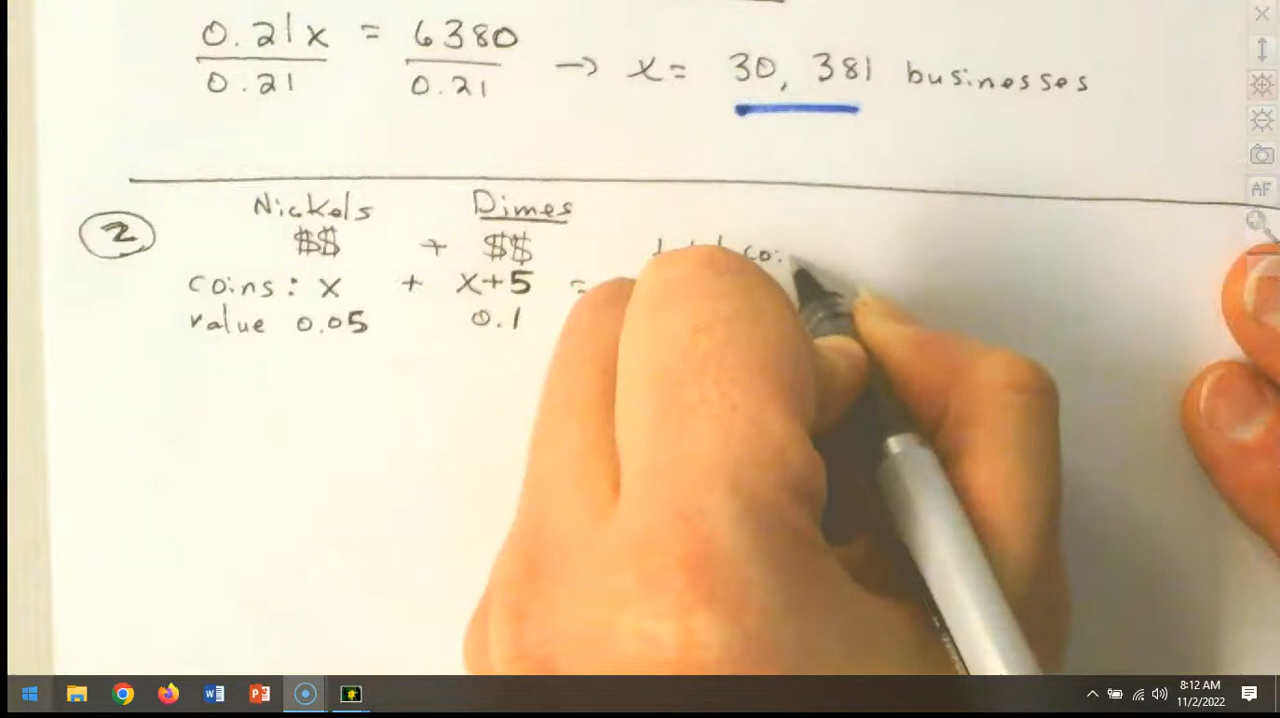 0.21x = 6380
0.21 0.21 → x = 30, 381 businesses
2 Nickels Dimes
$$ + $$
coins: x + x+5 =
value 0.05 0.1
AF
8:12 AM
11/2/2022